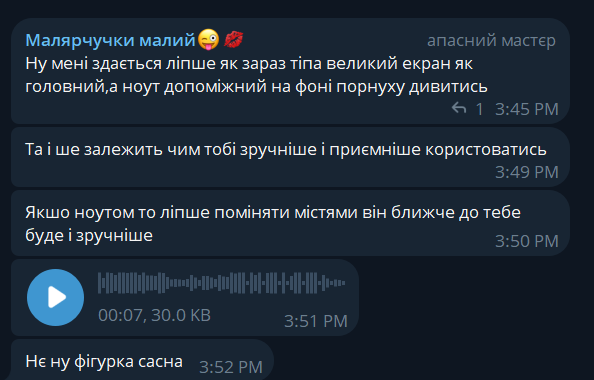 Малярчучки малий😜💋 апасний мастєр
Ну мені здається ліпше як зараз тіпа великий екран як
головний,а ноут допоміжний на фоні порнуху дивитись
1 3:45 PM
Та і ше залежить чим тобі зручніше і приємніше користоватись
3:49 PM
Якшо ноутом то ліпше поміняти містями він ближче до тебе
буде і зручніше
3:50 PM
00:07, 30.0 KB
3:51 PM
Нє ну фігурка сасна 3:52 PM